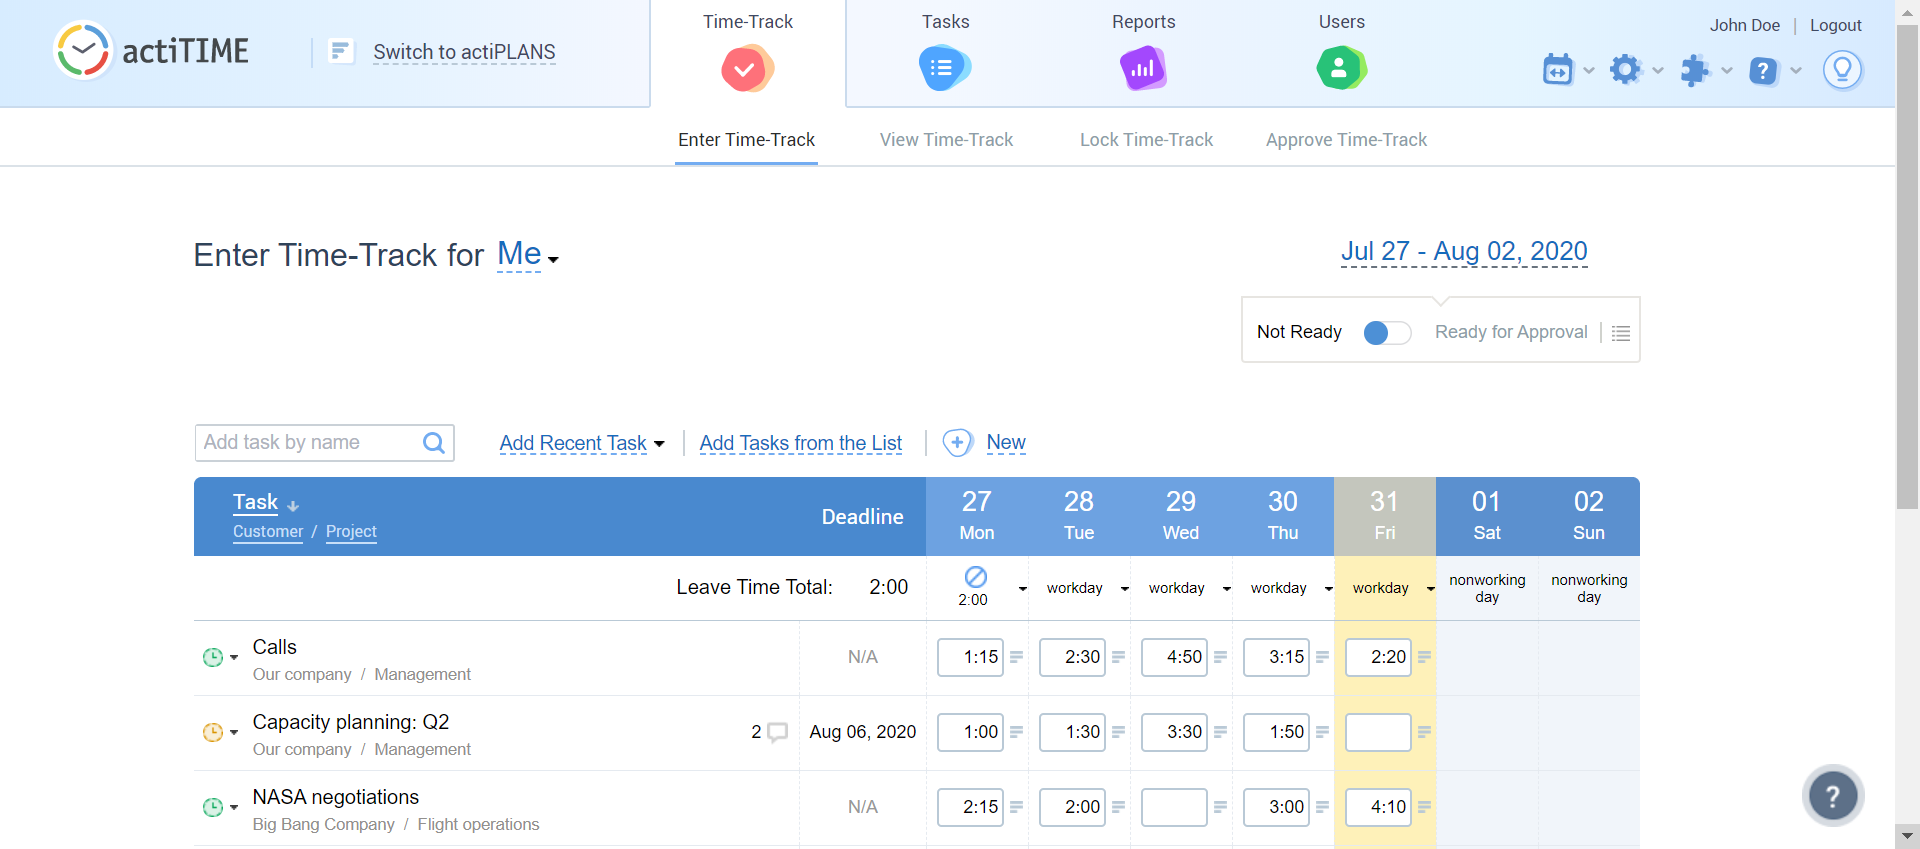 actiTIME
Switch to actiPLANS
Time-Track
Tasks
Reports
Users
John Doe | Logout
?
Enter Time-Track
View Time-Track
Lock Time-Track
Approve Time-Track
Enter Time-Track for Me
Jul 27 - Aug 02, 2020
Not Ready
Ready for Approval
Add task by name
Add Recent Task
Add Tasks from the List
New
Task
Customer / Project
Deadline
27 Mon
28 Tue
29 Wed
30 Thu
31 Fri
01 Sat
02 Sun
Leave Time Total: 2:00
2:00
workday
workday
workday
workday
nonworking day
nonworking day
Calls
Our company / Management
N/A
1:15
2:30
4:50
3:15
2:20
Capacity planning: Q2
Our company / Management
2
Aug 06, 2020
1:00
1:30
3:30
1:50
NASA negotiations
Big Bang Company / Flight operations
N/A
2:15
2:00
3:00
4:10
?